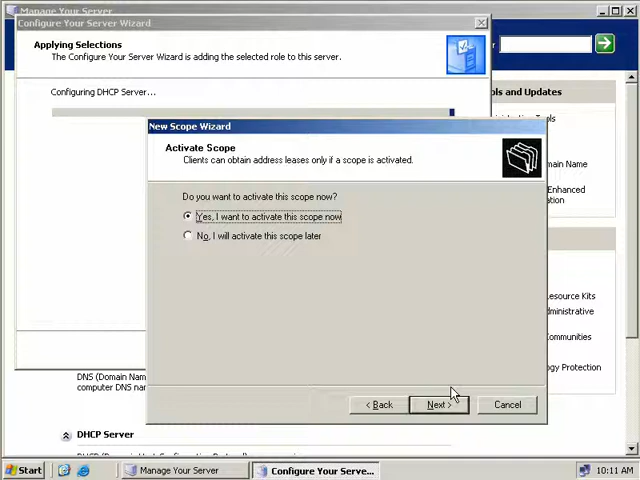 Manage Your Server
Configure Your Server Wizard
Applying Selections
The Configure Your Server Wizard is adding the selected role to this server.
Configuring DHCP Server...
New Scope Wizard
Activate Scope
Clients can obtain address leases only if a scope is activated.
Do you want to activate this scope now?
Yes, I want to activate this scope now
No, I will activate this scope later
< Back
Next >
Cancel
ols and Updates
Tools
main Name
Enhanced
esource Kits
dministrative
ommunities
ogy Protection
DNS (Domain Nam
computer DNS nar
DHCP Server
Start
Manage Your Server
Configure Your Serve...
10:11 AM